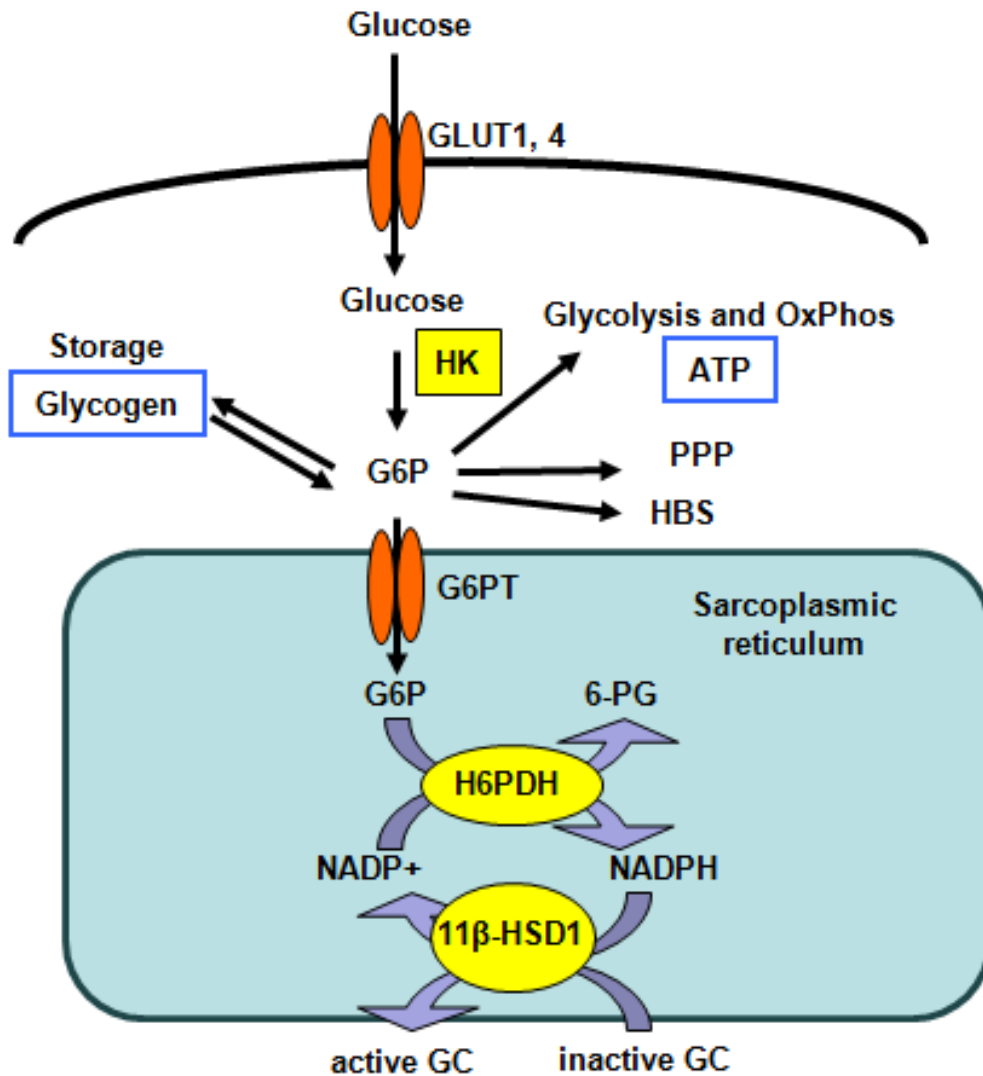 Glucose
GLUT1, 4
Glucose
Glycolysis and OxPhos
Storage
HK
ATP
Glycogen
G6P
PPP
HBS
G6PT
Sarcoplasmic
reticulum
G6P
6-PG
H6PDH
NADP+
NADPH
11β-HSD1
active GC
inactive GC